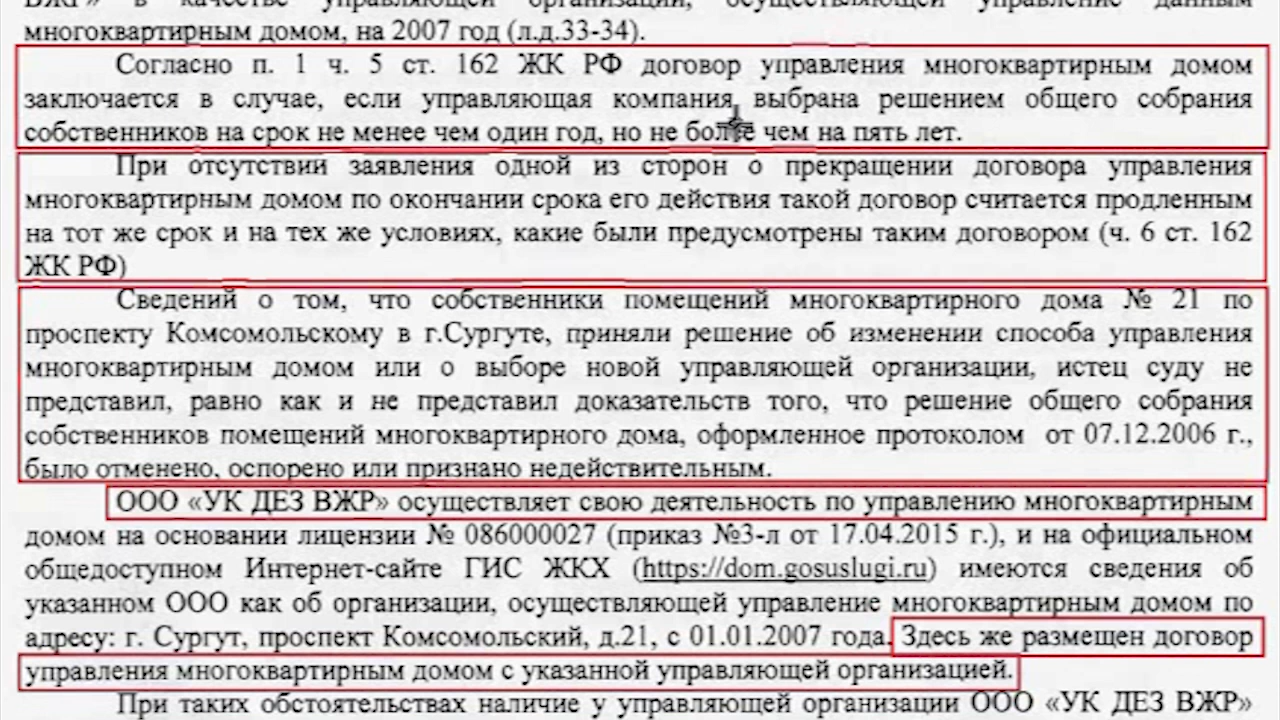 ВЖР» в качестве управляющей организации, осуществляющей управление данным
многоквартирным домом, на 2007 год (л.д.33-34).
Согласно п. 1 ч. 5 ст. 162 ЖК РФ договор управления многоквартирным домом
заключается в случае, если управляющая компания выбрана решением общего собрания
собственников на срок не менее чем один год, но не более чем на пять лет.
При отсутствии заявления одной из сторон о прекращении договора управления
многоквартирным домом по окончании срока его действия такой договор считается продленным
на тот же срок и на тех же условиях, какие были предусмотрены таким договором (ч. 6 ст. 162
ЖК РФ)
Сведений о том, что собственники помещений многоквартирного дома № 21 по
проспекту Комсомольскому в г.Сургуте, приняли решение об изменении способа управления
многоквартирным домом или о выборе новой управляющей организации, истец суду не
представил, равно как и не представил доказательств того, что решение общего собрания
собственников помещений многоквартирного дома, оформленное протоколом от 07.12.2006 г.,
было отменено, оспорено или признано недействительным.
ООО «УК ДЕЗ ВЖР» осуществляет свою деятельность по управлению многоквартирным
домом на основании лицензии № 086000027 (приказ №3-л от 17.04.2015 г.), и на официальном
общедоступном Интернет-сайте ГИС ЖКХ (https://dom.gosuslugi.ru) имеются сведения об
указанном ООО как об организации, осуществляющей управление многоквартирным домом по
адресу: г. Сургут, проспект Комсомольский, д.21, с 01.01.2007 года. Здесь же размещен договор
управления многоквартирным домом с указанной управляющей организацией.
При таких обстоятельствах наличие у управляющей организации ООО «УК ДЕЗ ВЖР»